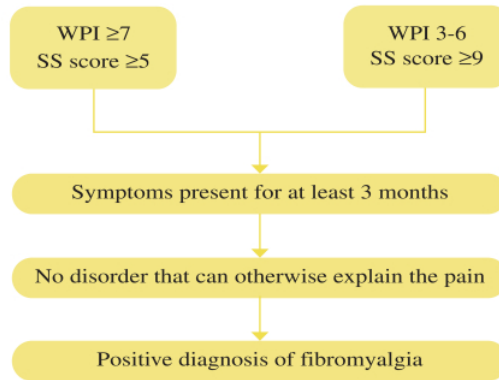 WPI ≥7
SS score ≥5
WPI 3-6
SS score ≥9
Symptoms present for at least 3 months
No disorder that can otherwise explain the pain
Positive diagnosis of fibromyalgia